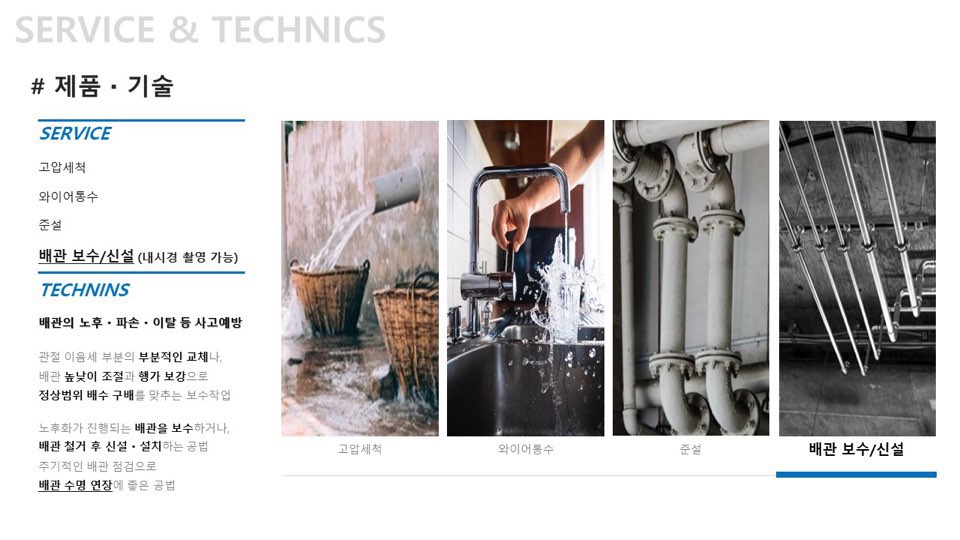 SERVICE & TECHNICS
# 제품 · 기술
SERVICE
고압세척
와이어통수
준설
배관 보수/신설 (내시경 촬영 가능)
TECHNINS
배관의 노후 · 파손 · 이탈 등 사고예방
관절 이음세 부분의 부분적인 교체나,
배관 높낮이 조절과 행가 보강으로
정상범위 배수 구배를 맞추는 보수작업
노후화가 진행되는 배관을 보수하거나,
배관 철거 후 신설 · 설치하는 공법
주기적인 배관 점검으로
배관 수명 연장에 좋은 공법
고압세척
와이어통수
준설
배관 보수/신설